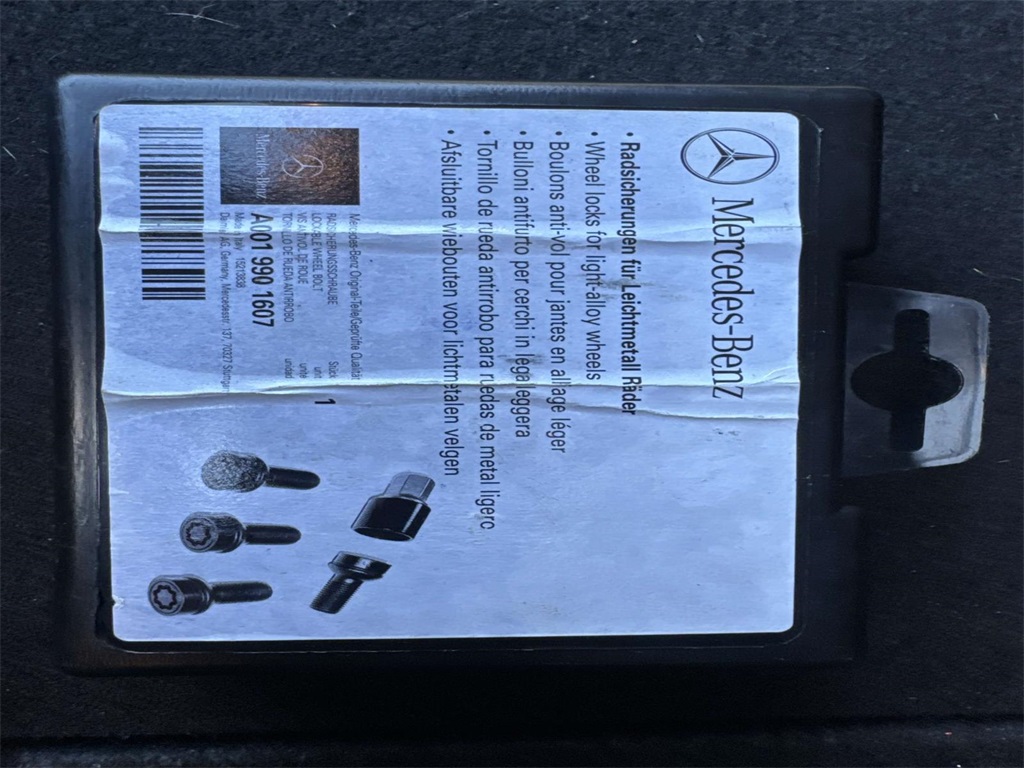 Mercedes-Benz
• Radsicherungen für Leichtmetall Räder
• Wheel locks for light-alloy wheels
• Boulons anti-vol pour jantes en alliage léger
• Bulloni antifurto per cerchi in lega leggera
• Tornillo de rueda antirrobo para ruedas de metal ligero
• Afsluitbare wielbouten voor lichtmetalen velgen
Mercedes-Benz
Mercedes-Benz Original-Teile/Geprüfte Qualität
RADSICHERUNGSSCHRAUBE Stück
LOCKABLE WHEEL BOLT unit 1
VIS ANTIVOL DE ROUE unité
TORNILLO DE RUEDA ANTIRROBO unidad
A001 990 1607
Made in Italy
Daimler AG, Germany, Mercedesstr. 137, 70327 Stuttgart